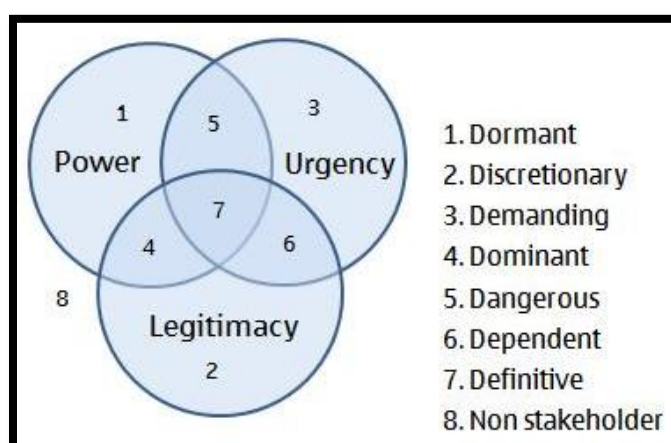 1
5
3
Power
Urgency
7
4
6
8
Legitimacy
2
1. Dormant
2. Discretionary
3. Demanding
4. Dominant
5. Dangerous
6. Dependent
7. Definitive
8. Non stakeholder